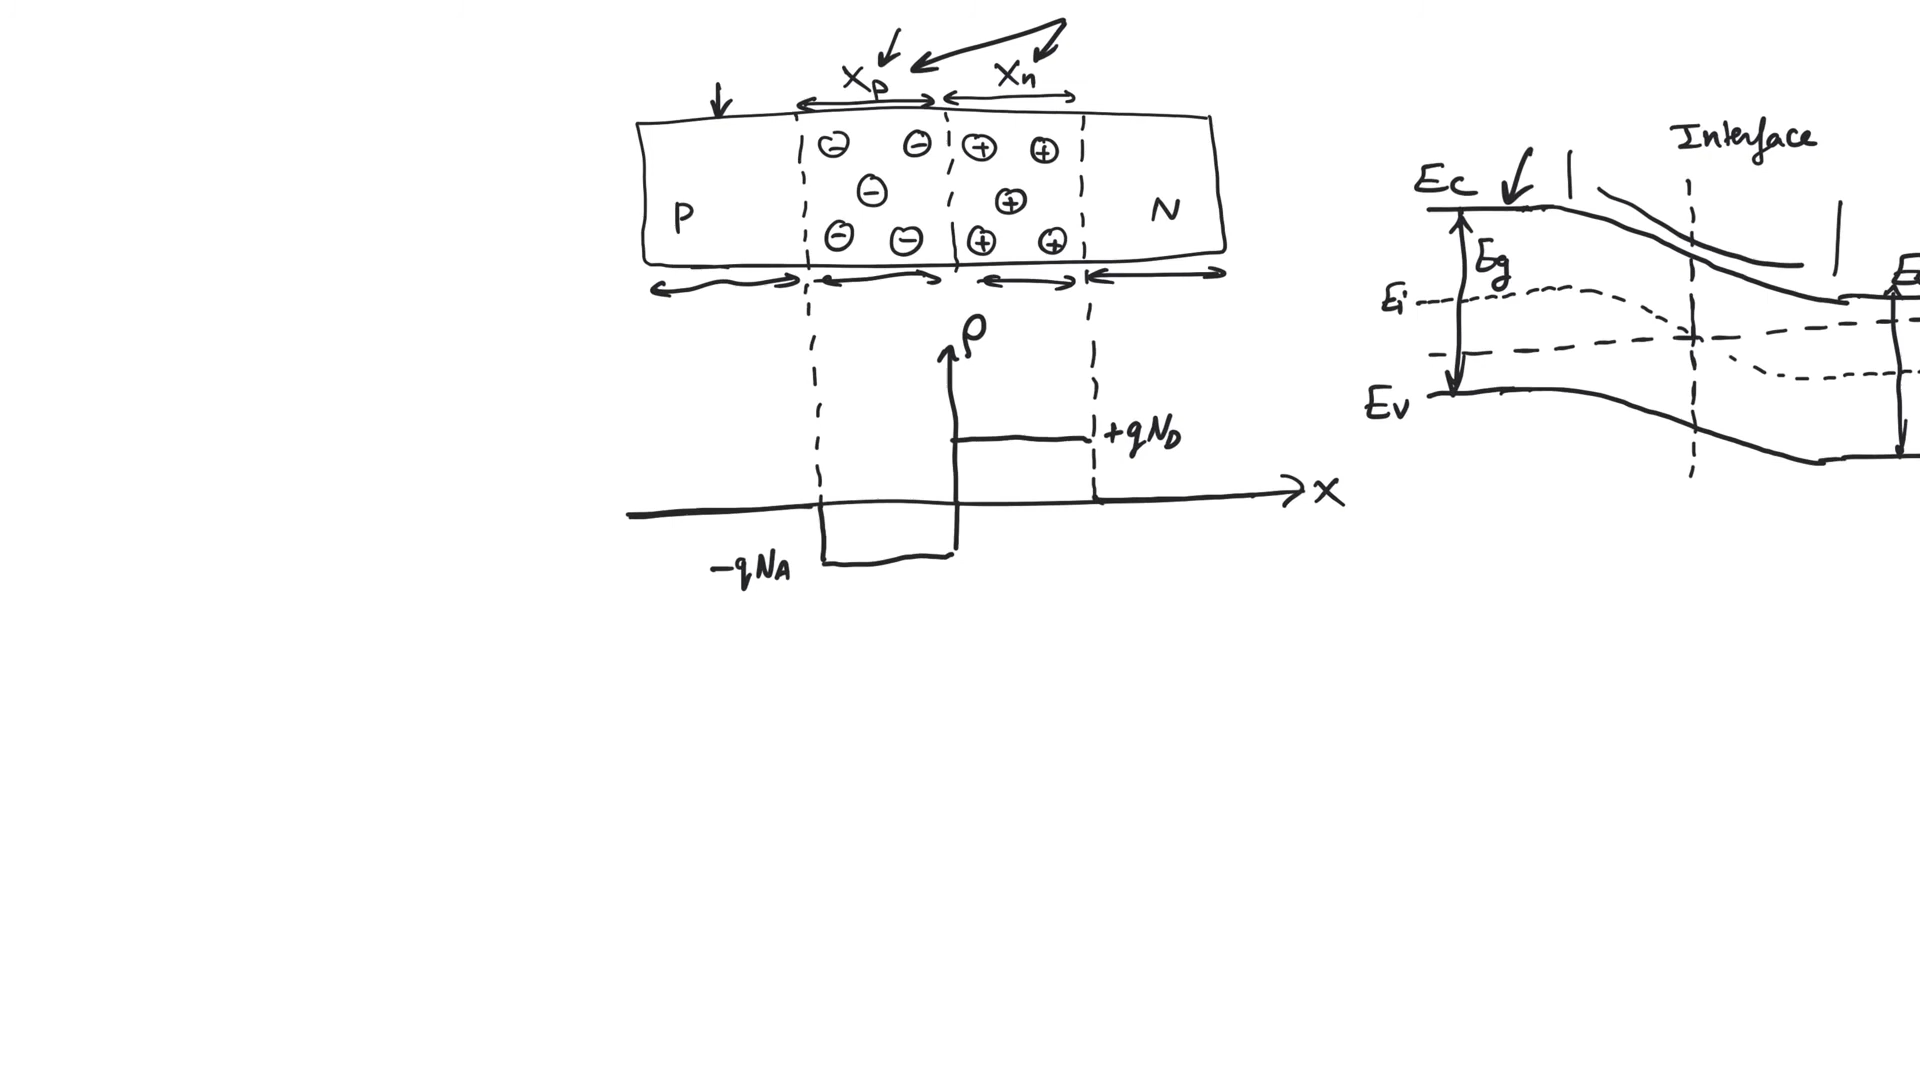 Xp
Xn
P
⊖ ⊖ ⊕ ⊕
⊖ ⊕
⊖ ⊖ ⊕ ⊕
N
ρ
+qND
X
-qNA
Interface
Ec
Eg
Ei
Ev